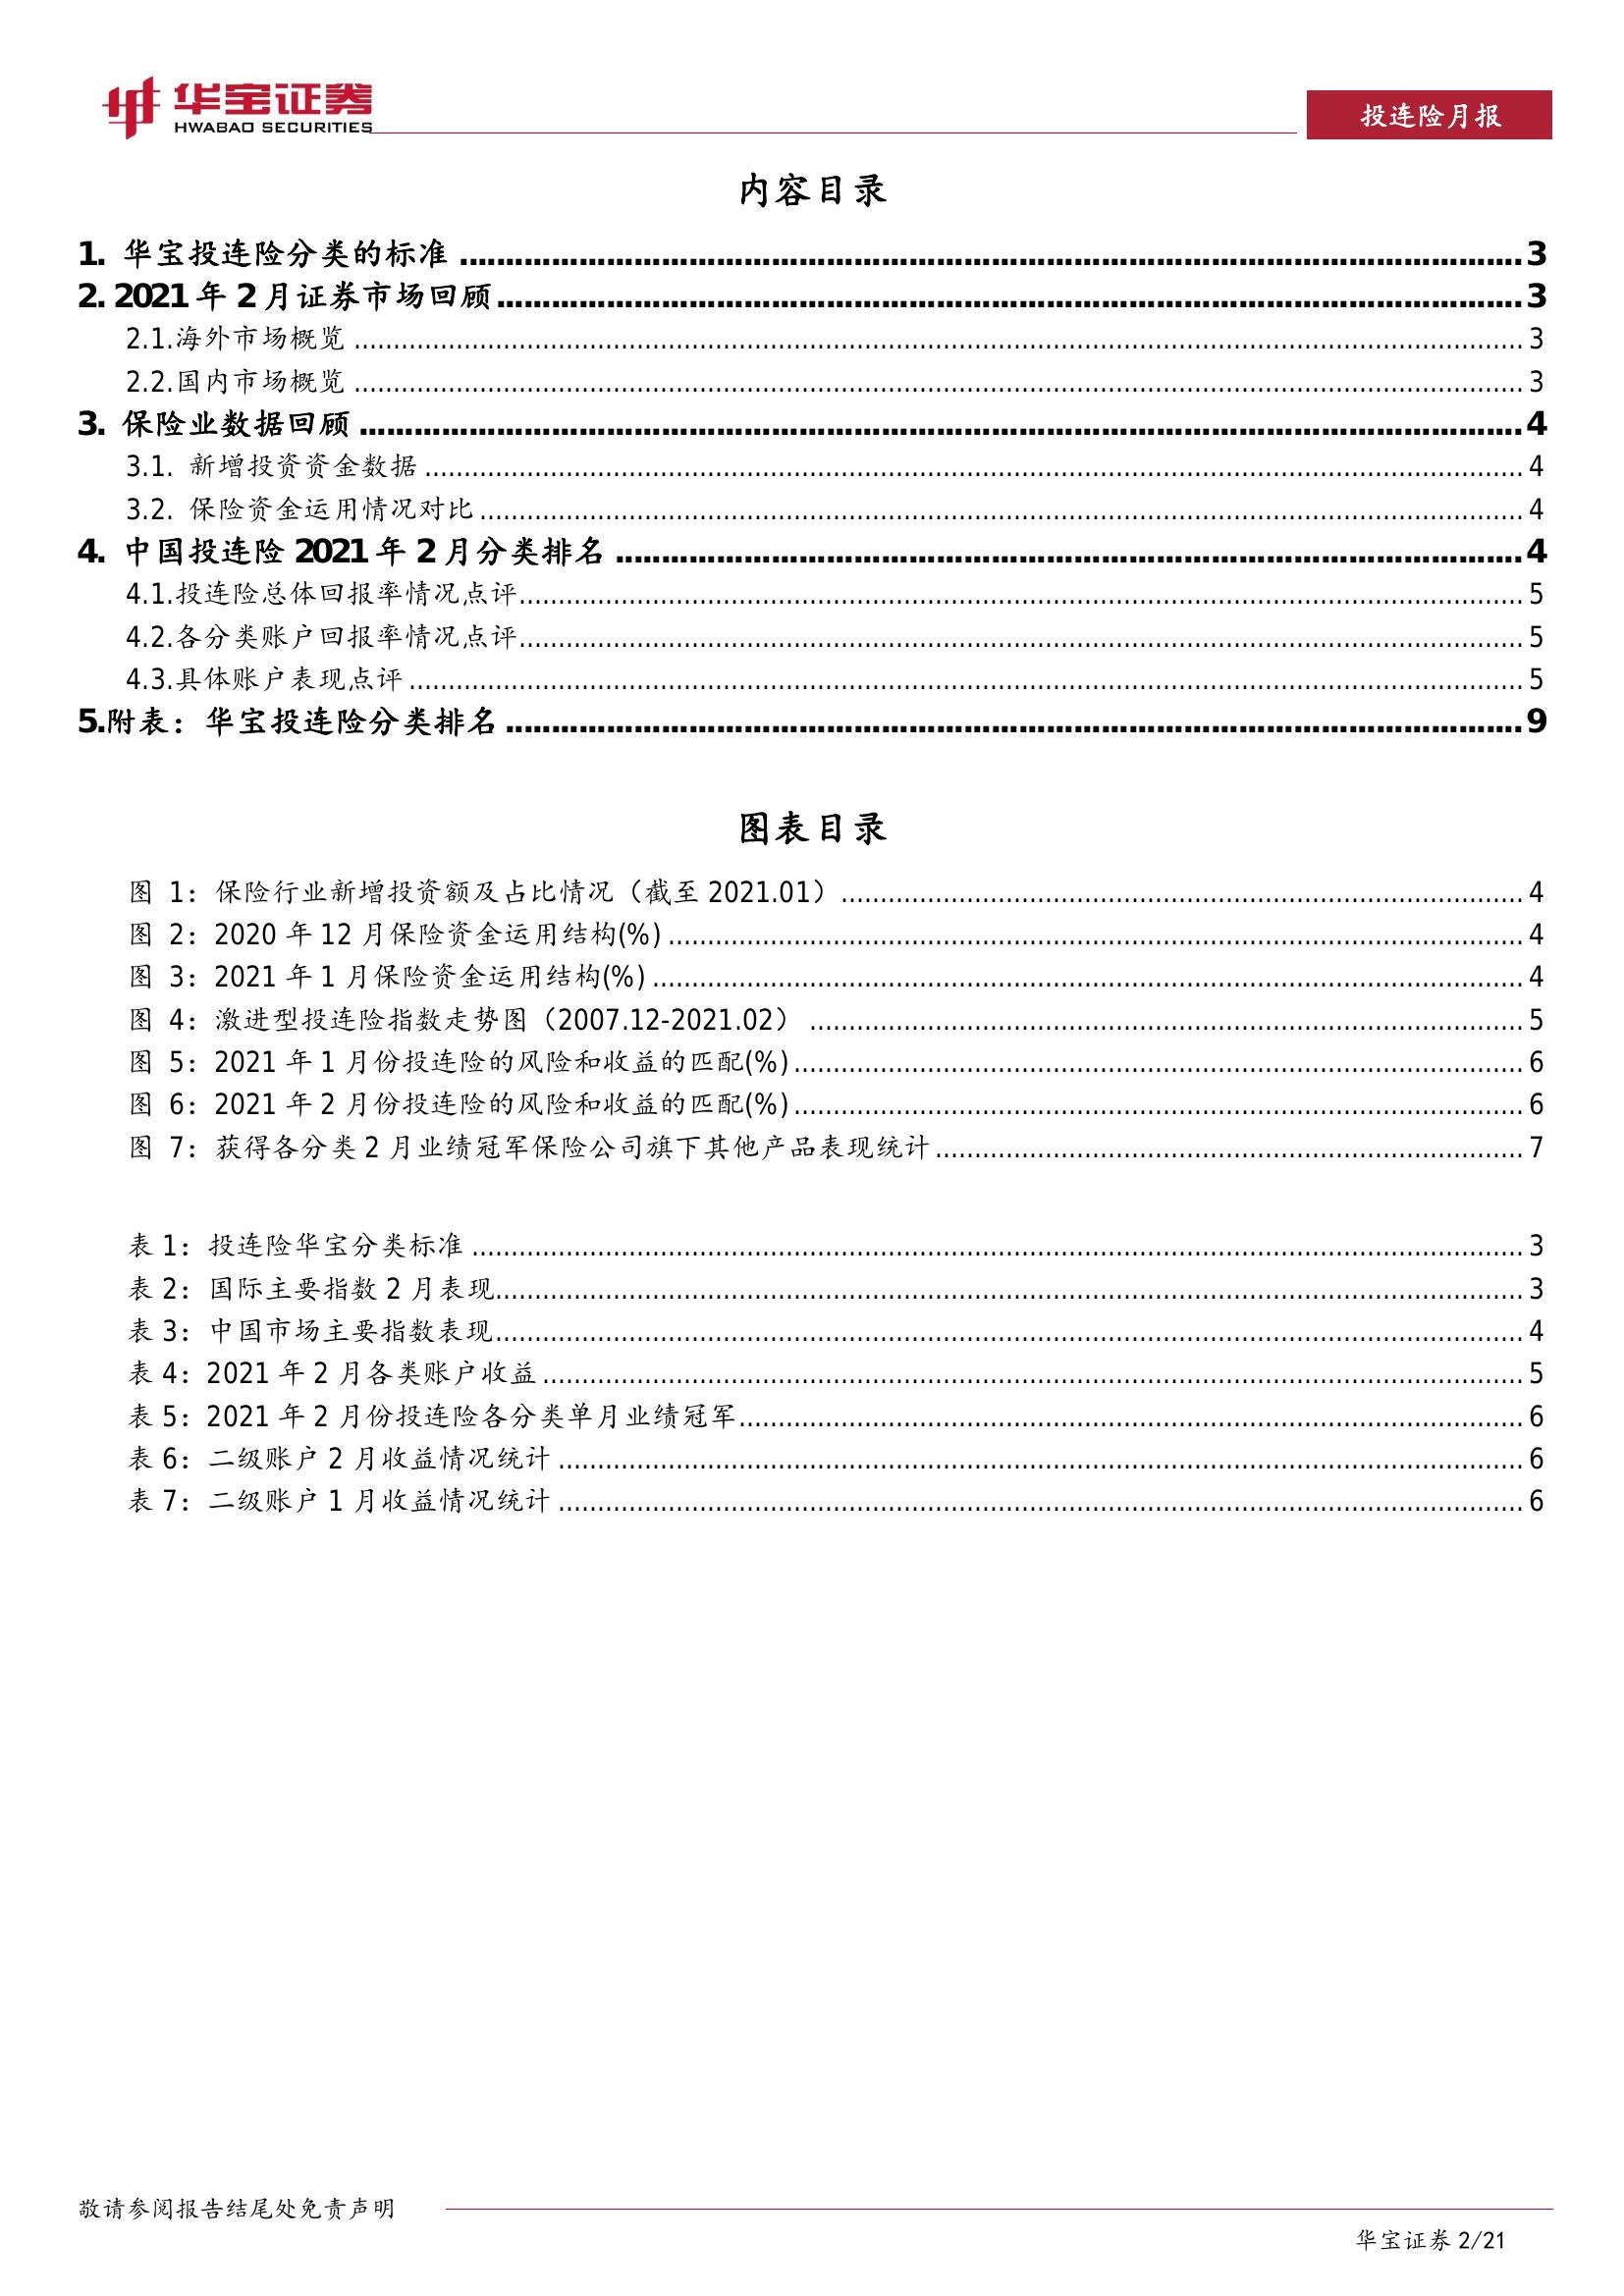 华宝证券
HWABAO SECURITIES
投连险月报
内容目录
1. 华宝投连险分类的标准 ........ 3
2. 2021 年 2 月证券市场回顾 ........ 3
2.1.海外市场概览 ........ 3
2.2.国内市场概览 ........ 3
3. 保险业数据回顾 ........ 4
3.1. 新增投资资金数据 ........ 4
3.2. 保险资金运用情况对比 ........ 4
4. 中国投连险 2021 年 2 月分类排名 ........ 4
4.1.投连险总体回报率情况点评 ........ 5
4.2.各分类账户回报率情况点评 ........ 5
4.3.具体账户表现点评 ........ 5
5.附表：华宝投连险分类排名 ........ 9
图表目录
图 1：保险行业新增投资额及占比情况（截至 2021.01） ........ 4
图 2：2020 年 12 月保险资金运用结构(%) ........ 4
图 3：2021 年 1 月保险资金运用结构(%) ........ 4
图 4：激进型投连险指数走势图（2007.12-2021.02） ........ 5
图 5：2021 年 1 月份投连险的风险和收益的匹配(%) ........ 6
图 6：2021 年 2 月份投连险的风险和收益的匹配(%) ........ 6
图 7：获得各分类 2 月业绩冠军保险公司旗下其他产品表现统计 ........ 7
表 1：投连险华宝分类标准 ........ 3
表 2：国际主要指数 2 月表现 ........ 3
表 3：中国市场主要指数表现 ........ 4
表 4：2021 年 2 月各类账户收益 ........ 5
表 5：2021 年 2 月份投连险各分类单月业绩冠军 ........ 6
表 6：二级账户 2 月收益情况统计 ........ 6
表 7：二级账户 1 月收益情况统计 ........ 6
敬请参阅报告结尾处免责声明
华宝证券 2/21